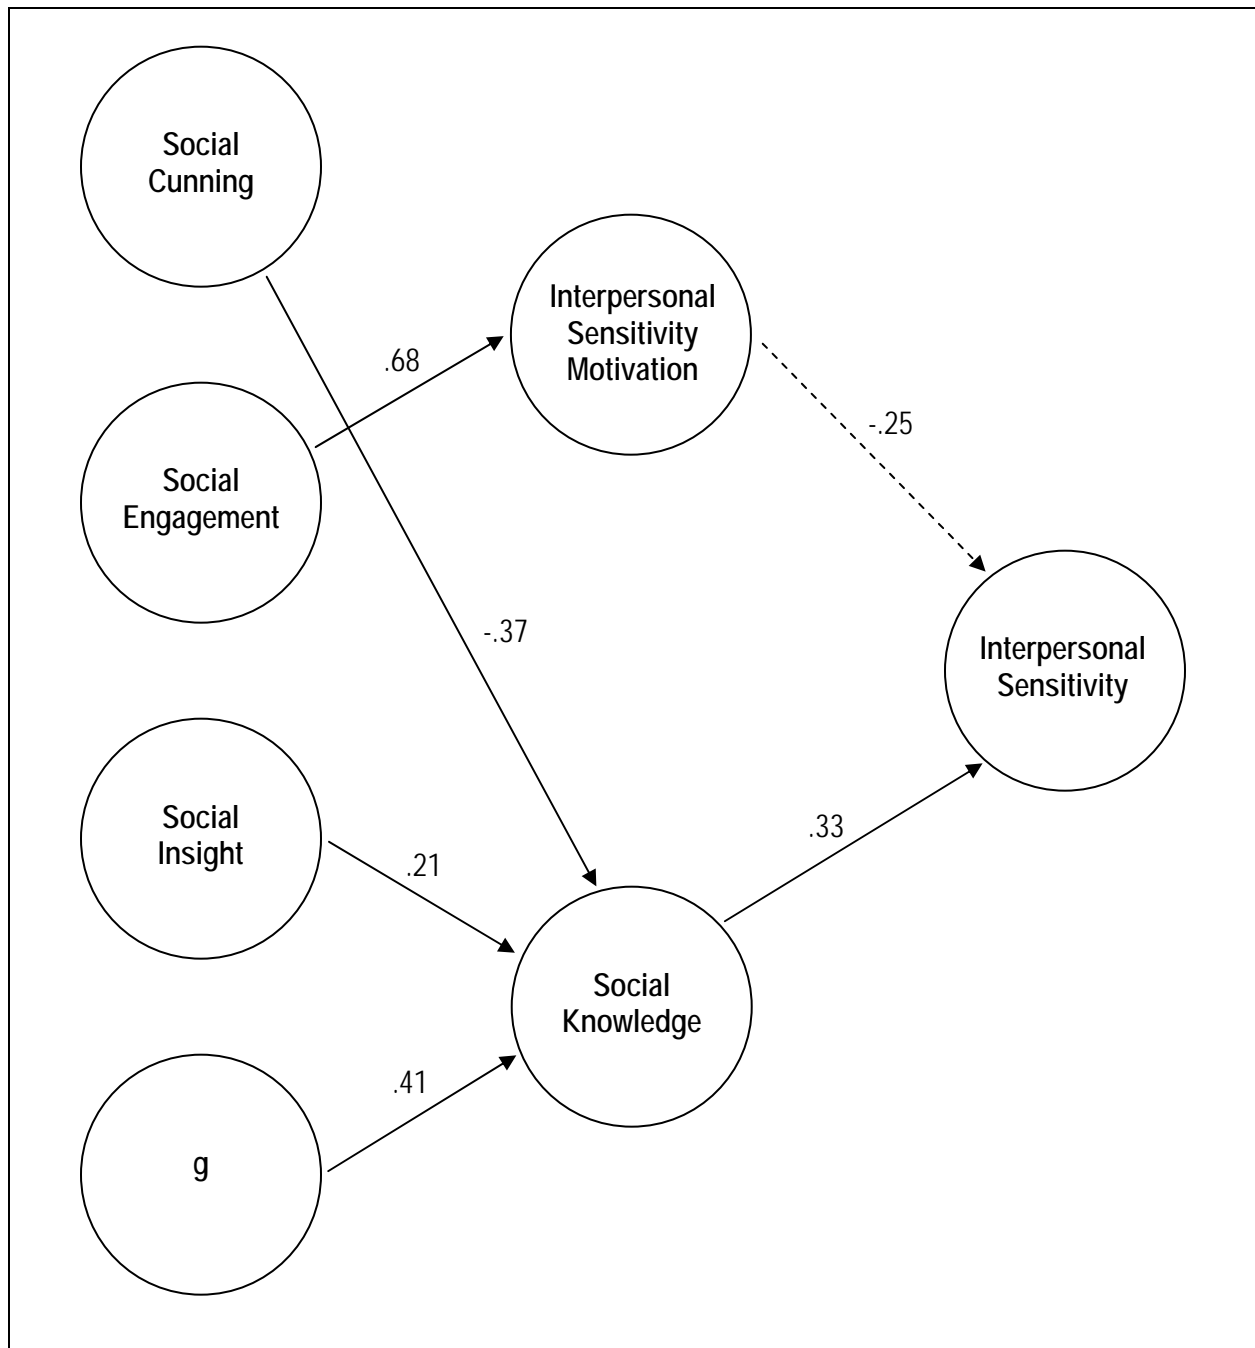 Social
Cunning
Interpersonal
Sensitivity
Motivation
.68
-.25
Social
Engagement
-.37
Interpersonal
Sensitivity
Social
Insight
.21
.33
Social
Knowledge
.41
g